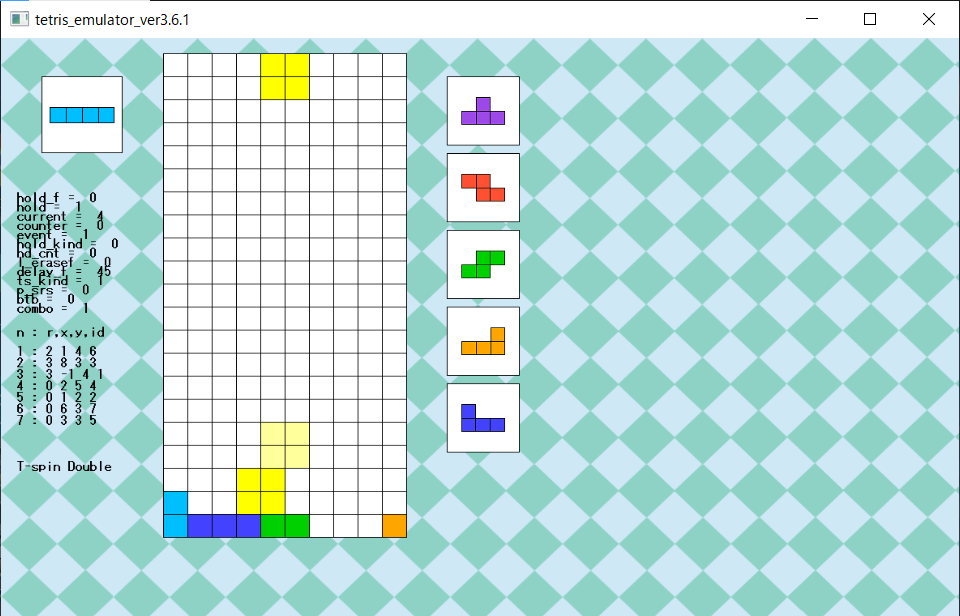 tetris_emulator_ver3.6.1
hold_f =  0
hold =  1
current =  4
counter =  0
event =  1
hold_kind =  0
hd_cnt =  0
l_erasef =  0
delay_f =  45
ts_kind =  1
p_srs =  0
btb =  0
combo =  1
n : r,x,y,id
1 : 2 1 4 6
2 : 3 8 3 3
3 : 3 -1 4 1
4 : 0 2 5 4
5 : 0 1 2 2
6 : 0 6 3 7
7 : 0 3 3 5
T-spin Double